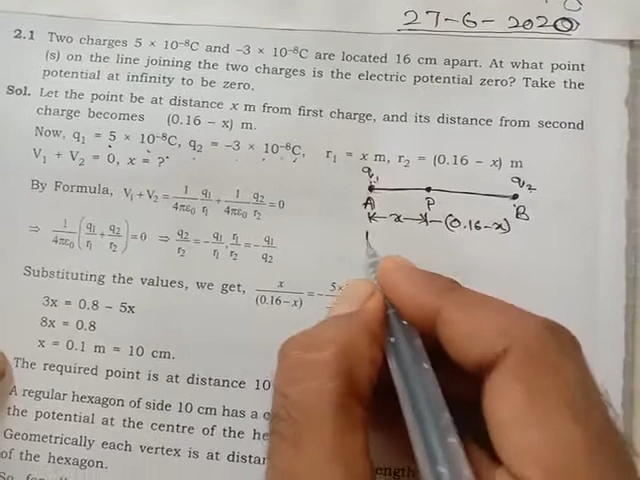 27-6-2020
2.1 Two charges 5 × 10⁻⁸C and –3 × 10⁻⁸C are located 16 cm apart. At what point
(s) on the line joining the two charges is the electric potential zero? Take the
potential at infinity to be zero.
Sol. Let the point be at distance x m from first charge, and its distance from second
charge becomes (0.16 – x) m.
Now, q₁ = 5 × 10⁻⁸C, q₂ = –3 × 10⁻⁸C, r₁ = x m, r₂ = (0.16 – x) m
V₁ + V₂ = 0, x = ?
q₁ q₂
A P B
x (0.16-x)
By Formula, V₁ + V₂ = 1/4πε₀ q₁/r₁ + 1/4πε₀ q₂/r₂ = 0
⇒ 1/4πε₀ (q₁/r₁ + q₂/r₂) = 0 ⇒ q₂/r₂ = – q₁/r₁, r₁/r₂ = – q₁/q₂
Substituting the values, we get, x/(0.16 – x) = – 5×
3x = 0.8 – 5x
8x = 0.8
x = 0.1 m = 10 cm.
The required point is at distance 10
A regular hexagon of side 10 cm has a
the potential at the centre of the
Geometrically each vertex is at
of the hexagon.